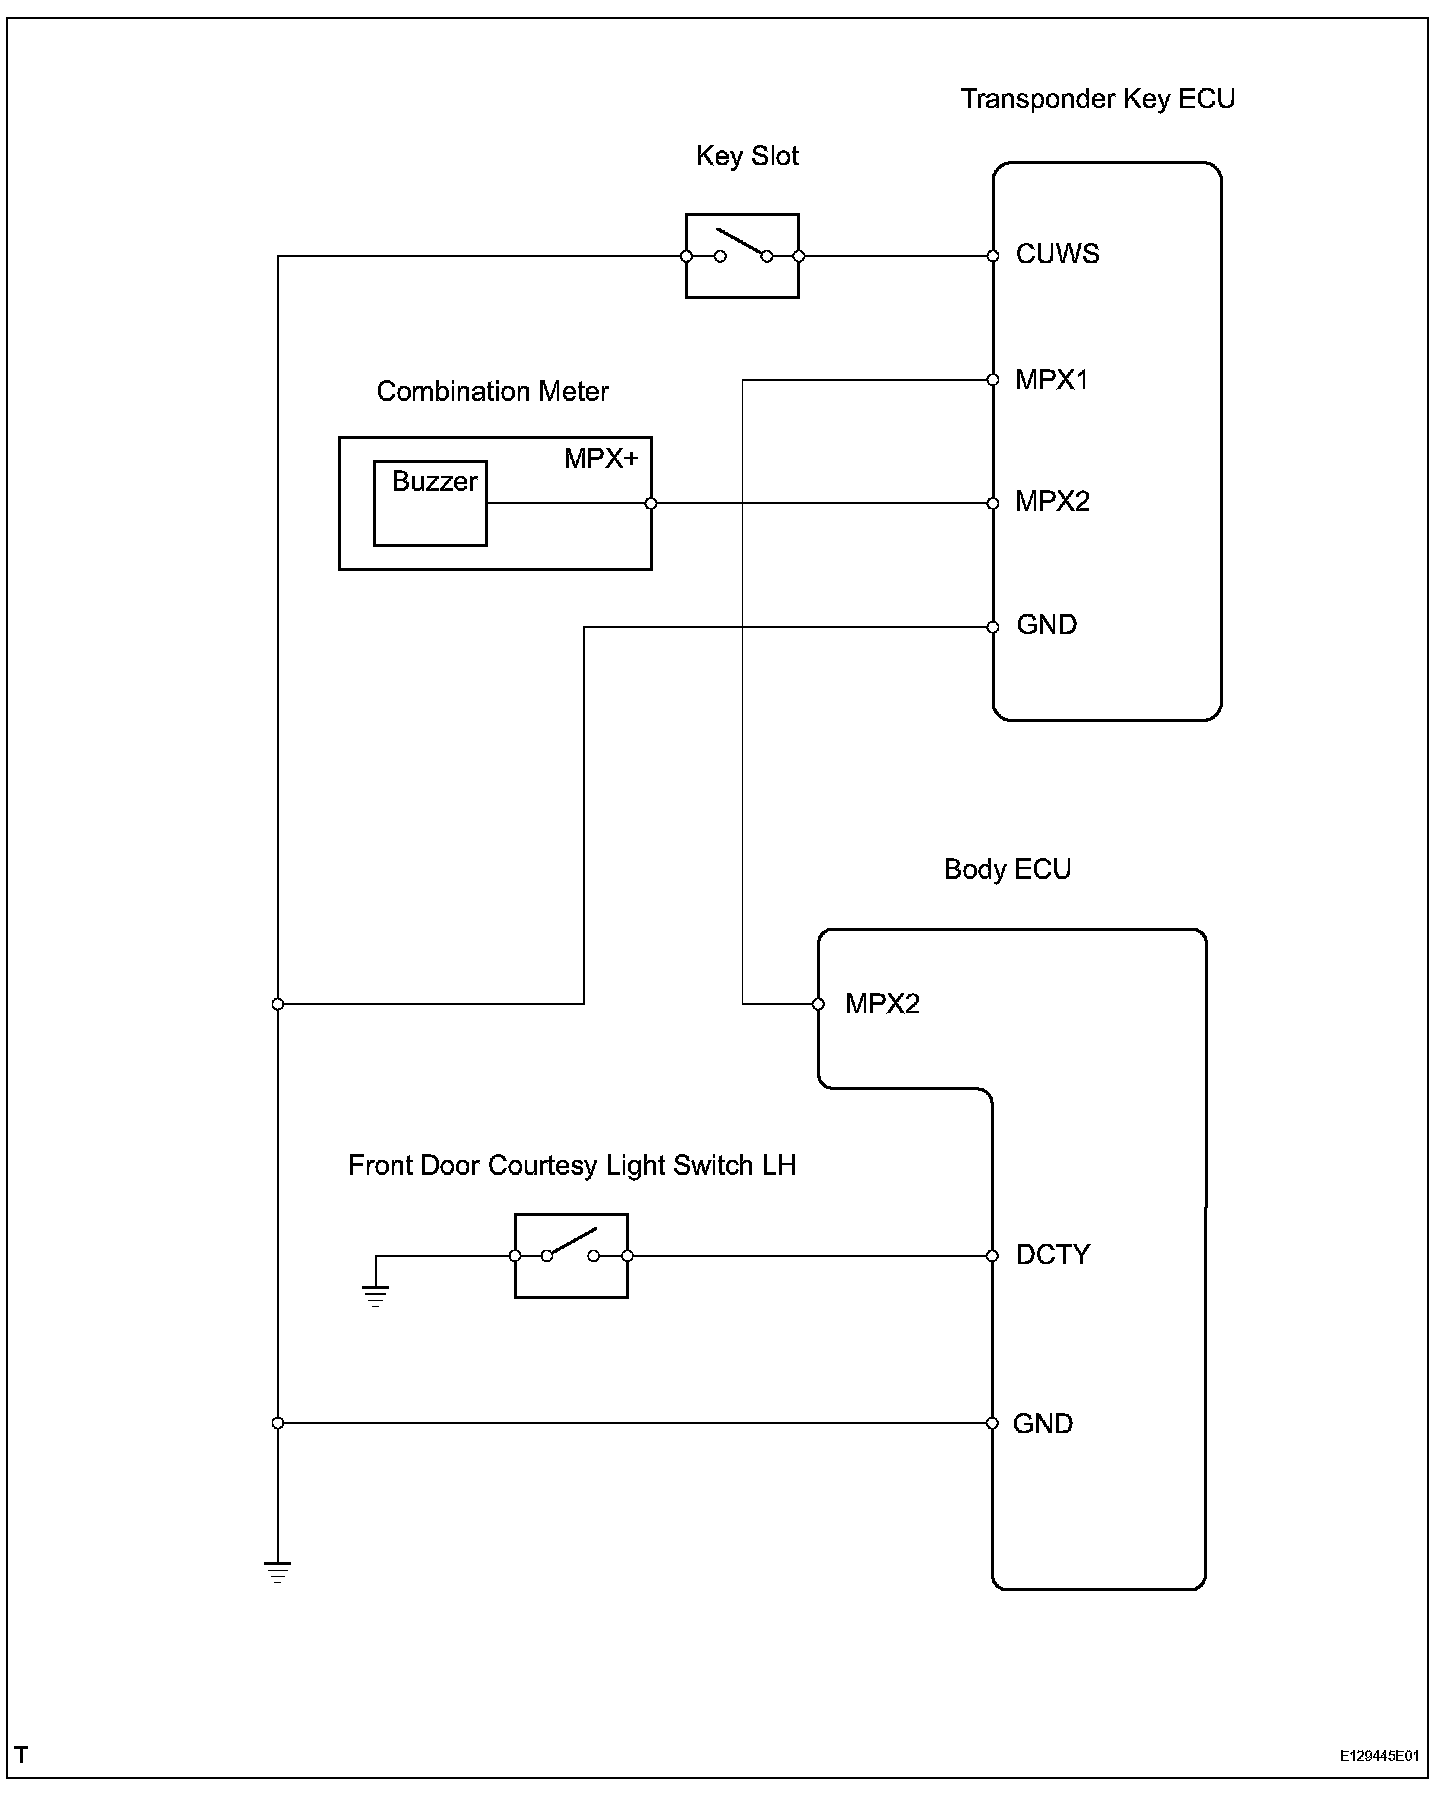 Transponder Key ECU
Key Slot
CUWS
MPX1
Combination Meter
MPX+
Buzzer
MPX2
GND
Body ECU
MPX2
Front Door Courtesy Light Switch LH
DCTY
GND
T
E129445E01